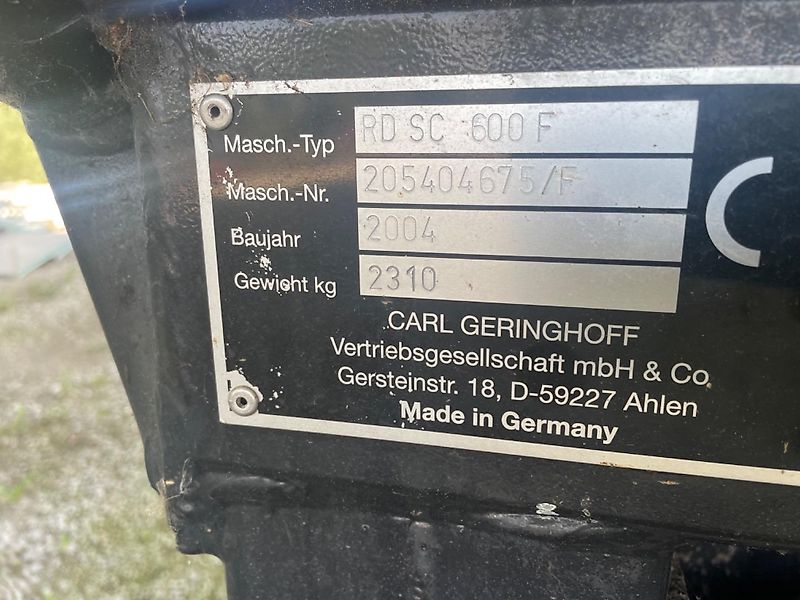 Masch.-Typ RD SC 600 F
Masch.-Nr. 205404675/F
Baujahr 2004
Gewicht kg 2310
CARL GERINGHOFF
Vertriebsgesellschaft mbH & Co.
Gersteinstr. 18, D-59227 Ahlen
Made in Germany
C